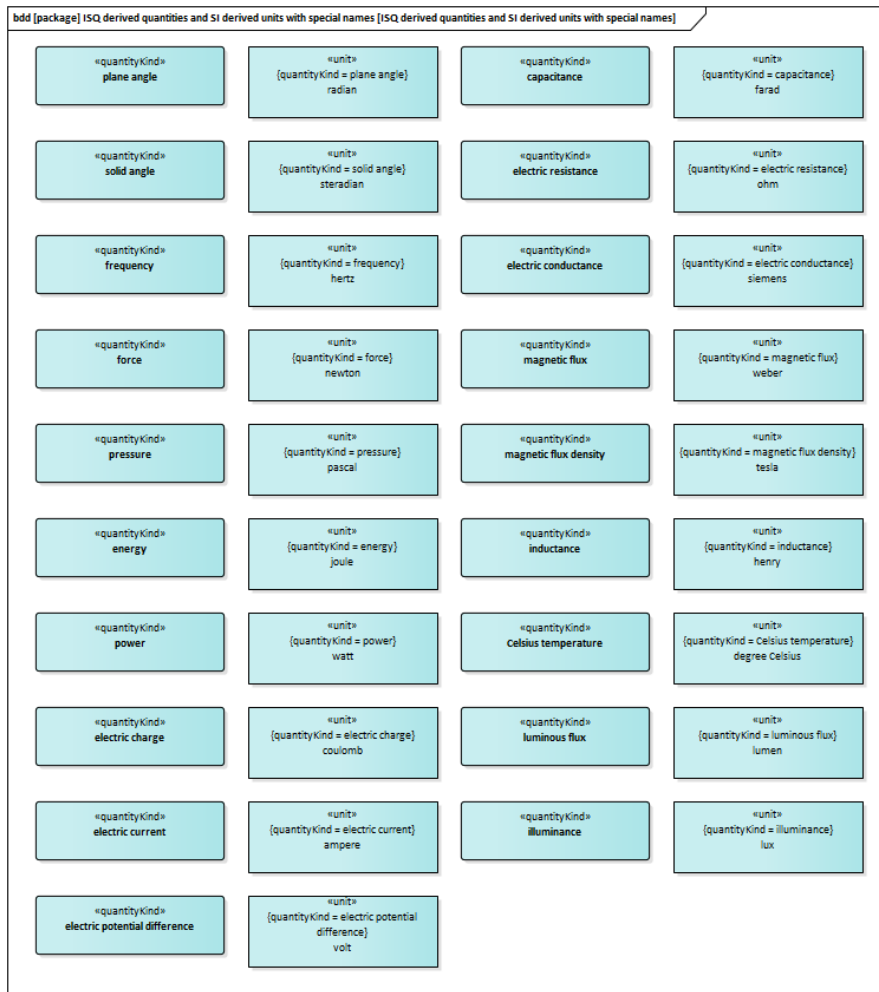 bdd [package] ISQ derived quantities and SI derived units with special names [ISQ derived quantities and SI derived units with special names]
«quantityKind»
plane angle
«unit»
{quantityKind = plane angle}
radian
«quantityKind»
capacitance
«unit»
{quantityKind = capacitance}
farad
«quantityKind»
solid angle
«unit»
{quantityKind = solid angle}
steradian
«quantityKind»
electric resistance
«unit»
{quantityKind = electric resistance}
ohm
«quantityKind»
frequency
«unit»
{quantityKind = frequency}
hertz
«quantityKind»
electric conductance
«unit»
{quantityKind = electric conductance}
siemens
«quantityKind»
force
«unit»
{quantityKind = force}
newton
«quantityKind»
magnetic flux
«unit»
{quantityKind = magnetic flux}
weber
«quantityKind»
pressure
«unit»
{quantityKind = pressure}
pascal
«quantityKind»
magnetic flux density
«unit»
{quantityKind = magnetic flux density}
tesla
«quantityKind»
energy
«unit»
{quantityKind = energy}
joule
«quantityKind»
inductance
«unit»
{quantityKind = inductance}
henry
«quantityKind»
power
«unit»
{quantityKind = power}
watt
«quantityKind»
Celsius temperature
«unit»
{quantityKind = Celsius temperature}
degree Celsius
«quantityKind»
electric charge
«unit»
{quantityKind = electric charge}
coulomb
«quantityKind»
luminous flux
«unit»
{quantityKind = luminous flux}
lumen
«quantityKind»
electric current
«unit»
{quantityKind = electric current}
ampere
«quantityKind»
illuminance
«unit»
{quantityKind = illuminance}
lux
«quantityKind»
electric potential difference
«unit»
{quantityKind = electric potential
difference}
volt